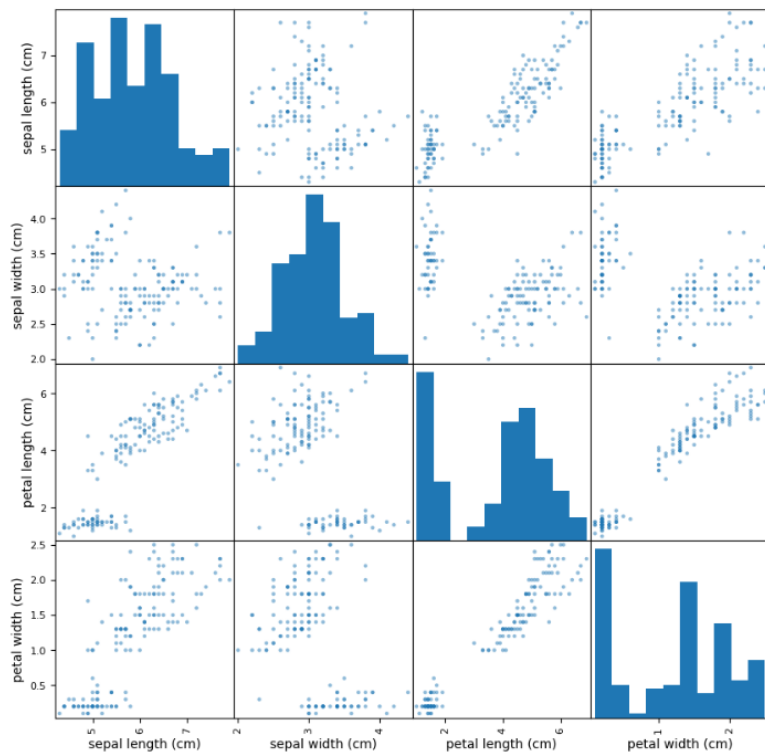 sepal length (cm)
7
6
5
sepal width (cm)
4.0
3.5
3.0
2.5
2.0
petal length (cm)
6
4
2
petal width (cm)
2.5
2.0
1.5
1.0
0.5
5 6 7 2 3 4 2 4 6 1 2
sepal length (cm) sepal width (cm) petal length (cm) petal width (cm)